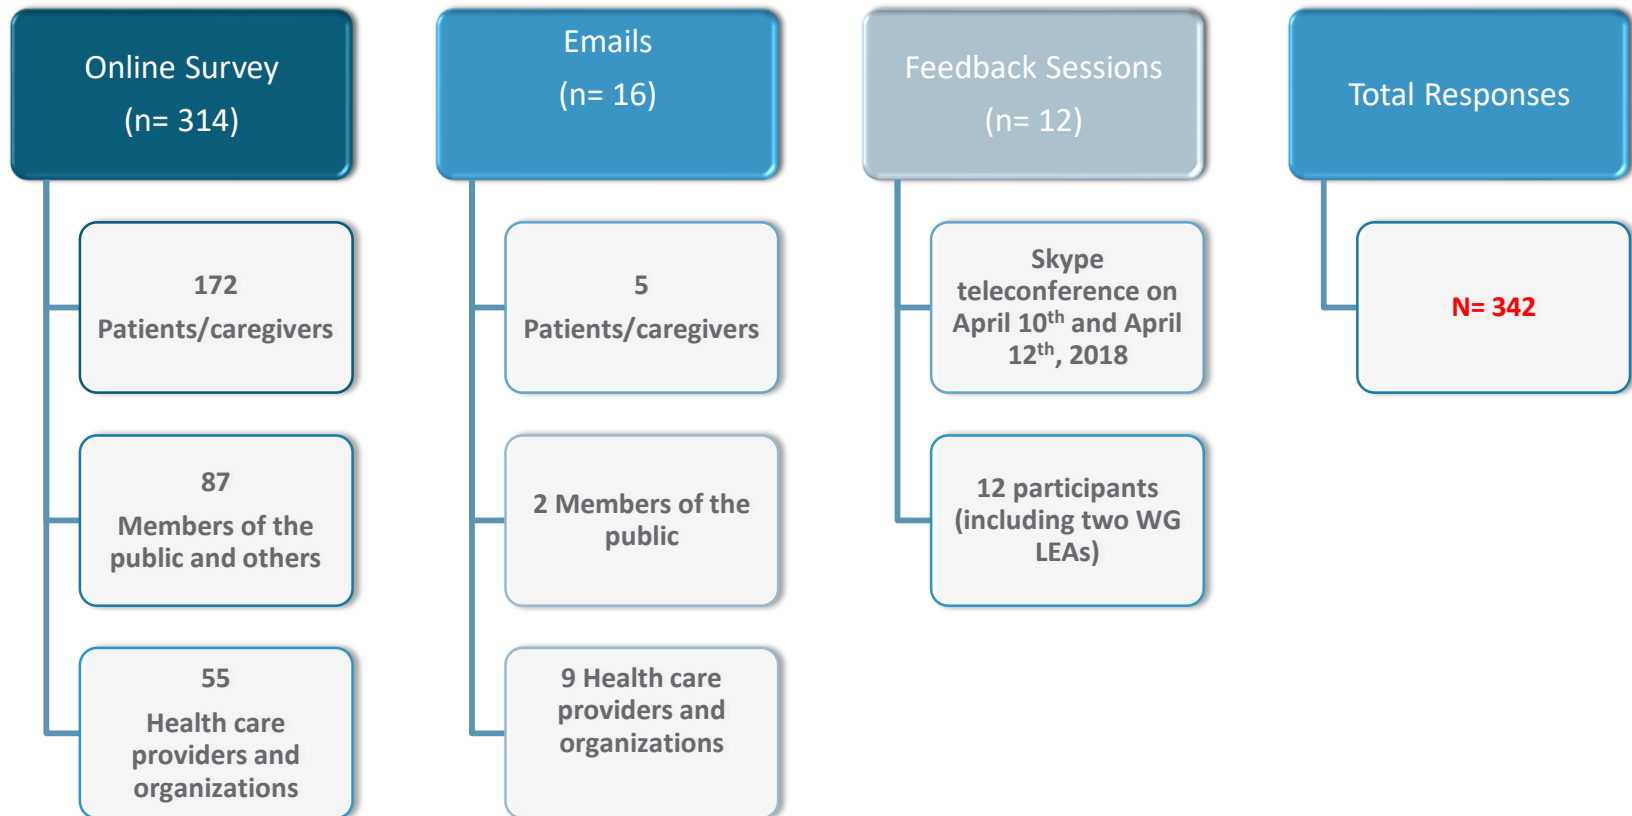 Online Survey
(n= 314)
172
Patients/caregivers
87
Members of the
public and others
55
Health care
providers and
organizations
Emails
(n= 16)
5
Patients/caregivers
2 Members of the
public
9 Health care
providers and
organizations
Feedback Sessions
(n= 12)
Skype
teleconference on
April 10th and April
12th, 2018
12 participants
(including two WG
LEAs)
Total Responses
N= 342